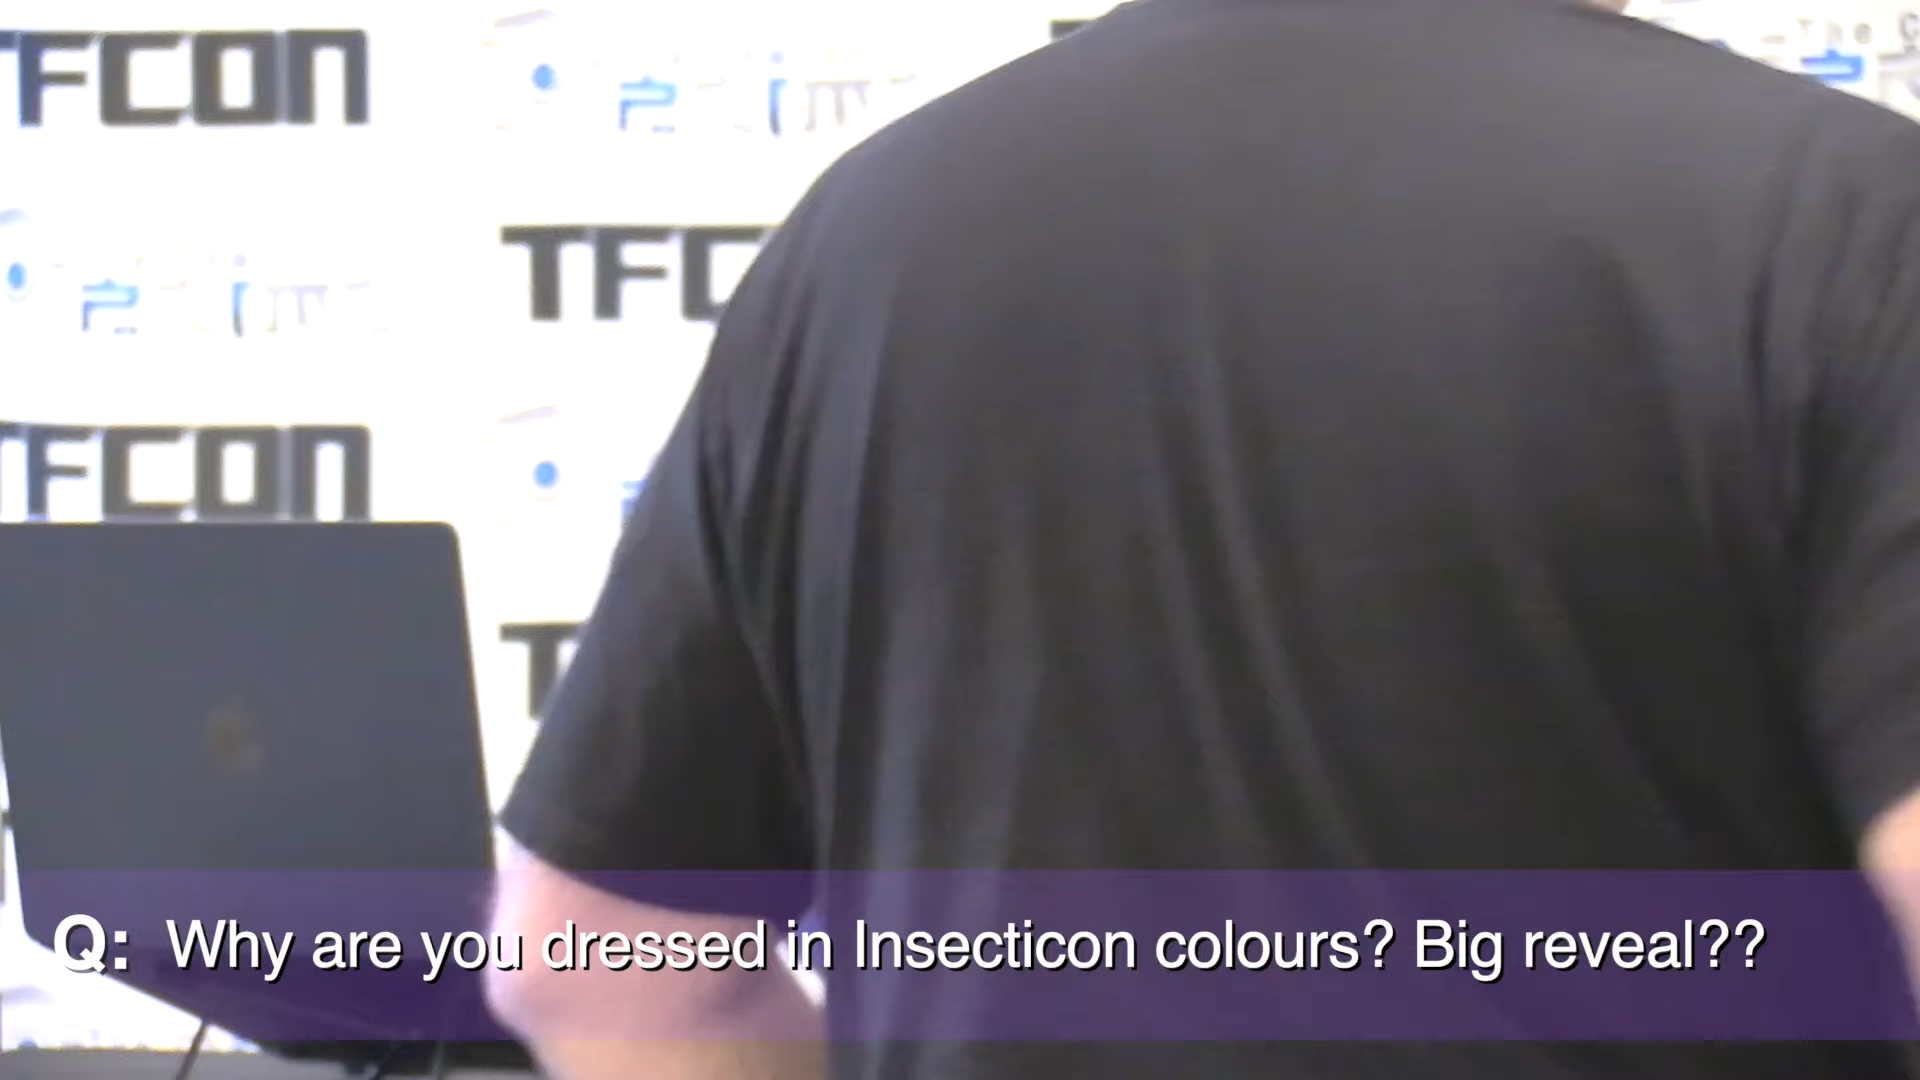 TFCON
TFC
TFCON
Q: Why are you dressed in Insecticon colours? Big reveal??